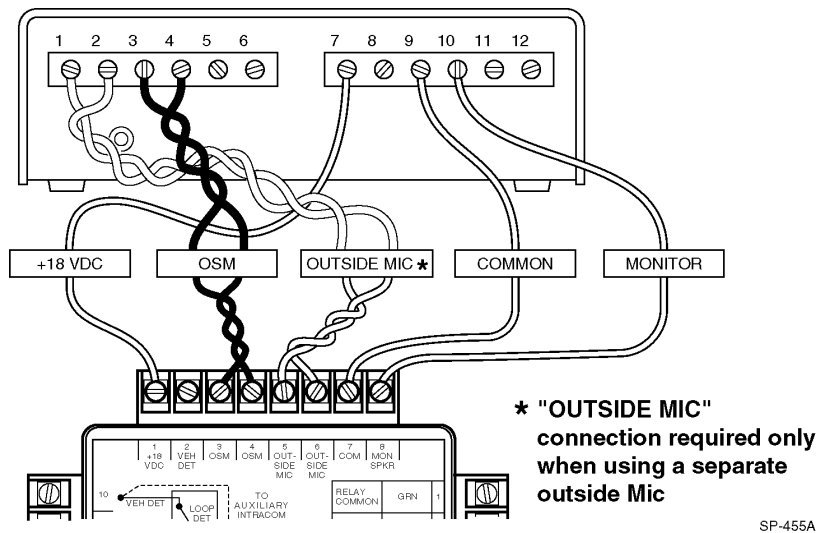 1 2 3 4 5 6 7 8 9 10 11 12
+18 VDC OSM OUTSIDE MIC* COMMON MONITOR
* "OUTSIDE MIC"
connection required only
when using a separate
outside Mic
1 +18 VDC
2 VEH DET
3 OSM
4 OSM
5 OUT-
SIDE
MIC
6 OUT-
SIDE
MIC
7 COM
8 MON
SPKR
10 VEH DET
LOOP
DET
TO
AUXILIARY
INTRACOM
RELAY
COMMON
GRN
1
SP-455A